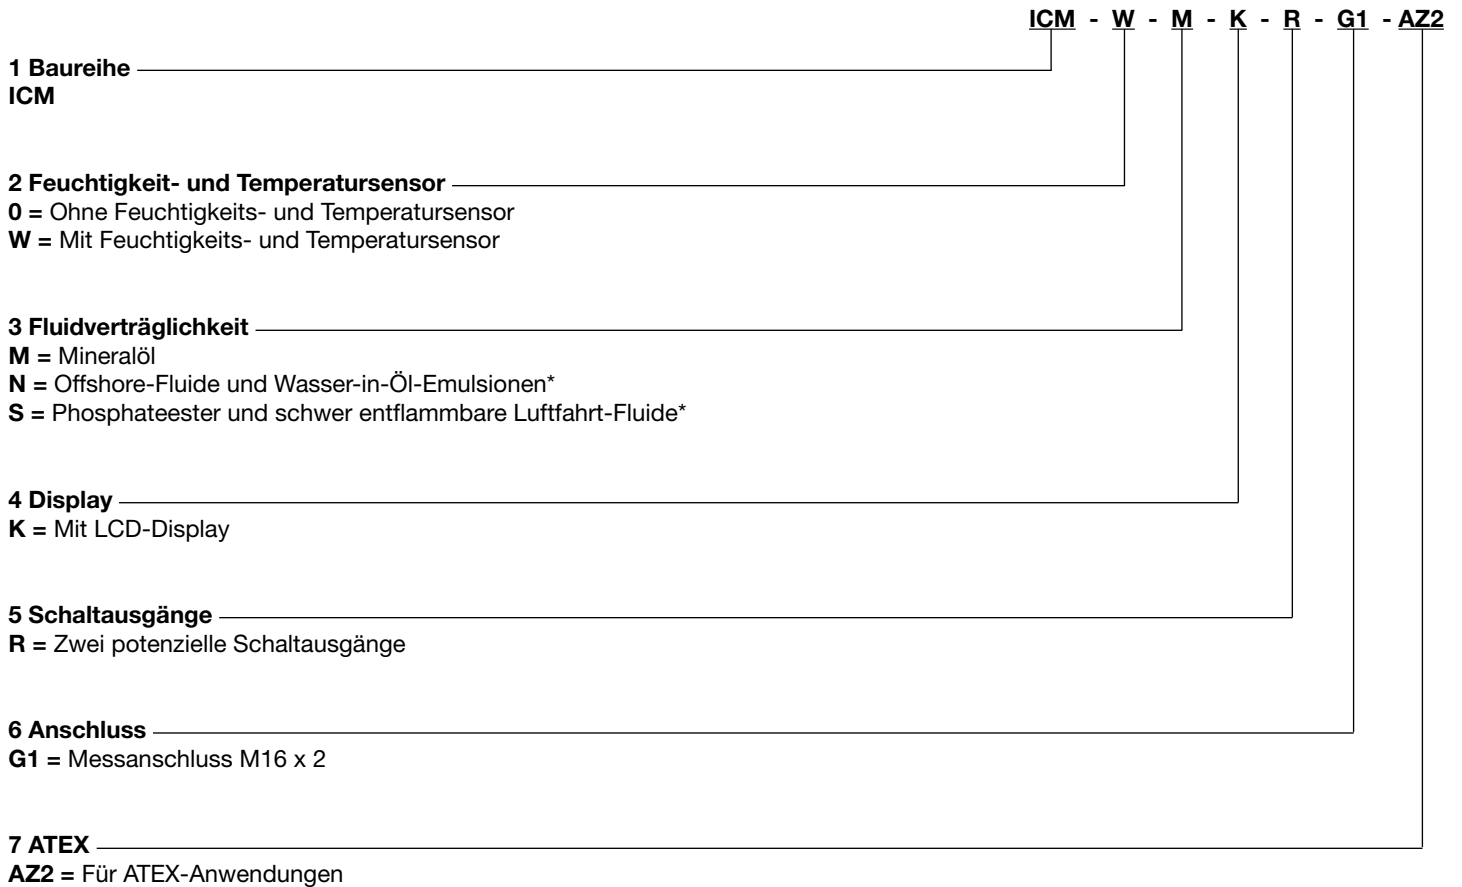 ICM - W - M - K - R - G1 - AZ2
1 Baureihe
ICM
2 Feuchtigkeit- und Temperatursensor
0 = Ohne Feuchtigkeits- und Temperatursensor
W = Mit Feuchtigkeits- und Temperatursensor
3 Fluidverträglichkeit
M = Mineralöl
N = Offshore-Fluide und Wasser-in-Öl-Emulsionen*
S = Phosphateester und schwer entflammbare Luftfahrt-Fluide*
4 Display
K = Mit LCD-Display
5 Schaltausgänge
R = Zwei potenzielle Schaltausgänge
6 Anschluss
G1 = Messanschluss M16 x 2
7 ATEX
AZ2 = Für ATEX-Anwendungen